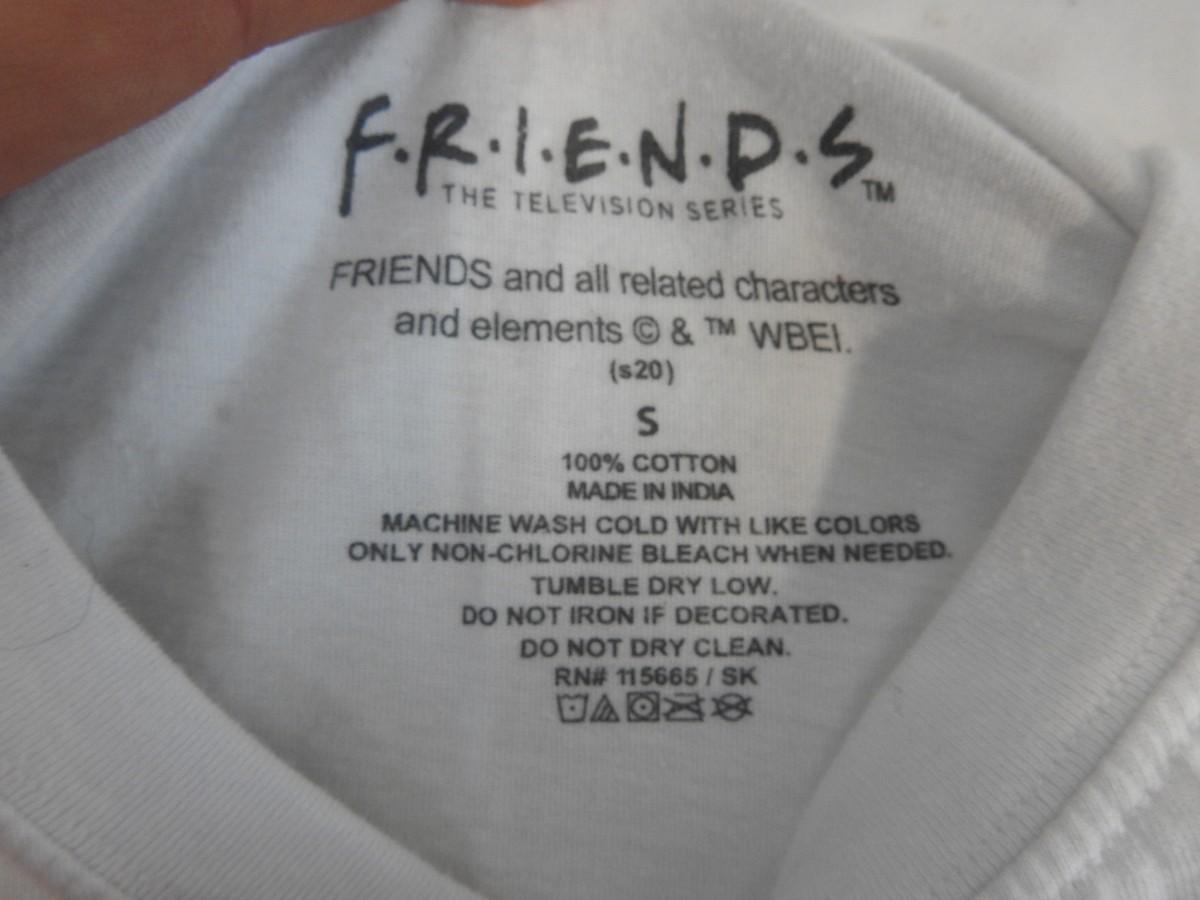 F.R.I.E.N.D.S TM
THE TELEVISION SERIES
FRIENDS and all related characters
and elements © & ™ WBEI.
(s20)
S
100% COTTON
MADE IN INDIA
MACHINE WASH COLD WITH LIKE COLORS
ONLY NON-CHLORINE BLEACH WHEN NEEDED.
TUMBLE DRY LOW.
DO NOT IRON IF DECORATED.
DO NOT DRY CLEAN.
RN# 115665 / SK